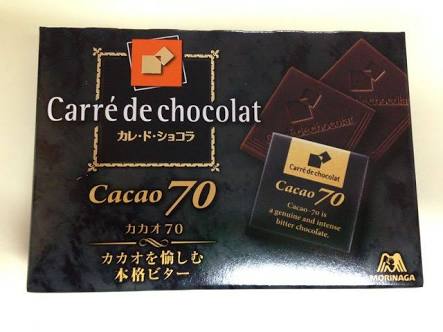 Carré de chocolat
カレ・ド・ショコラ
Cacao 70
カカオ70
カカオを愉しむ
本格ビター
de chocolat
Carré de chocolat
Cacao 70
Cacao-70 is
a genuine and intense
bitter chocolate.
MORINAGA